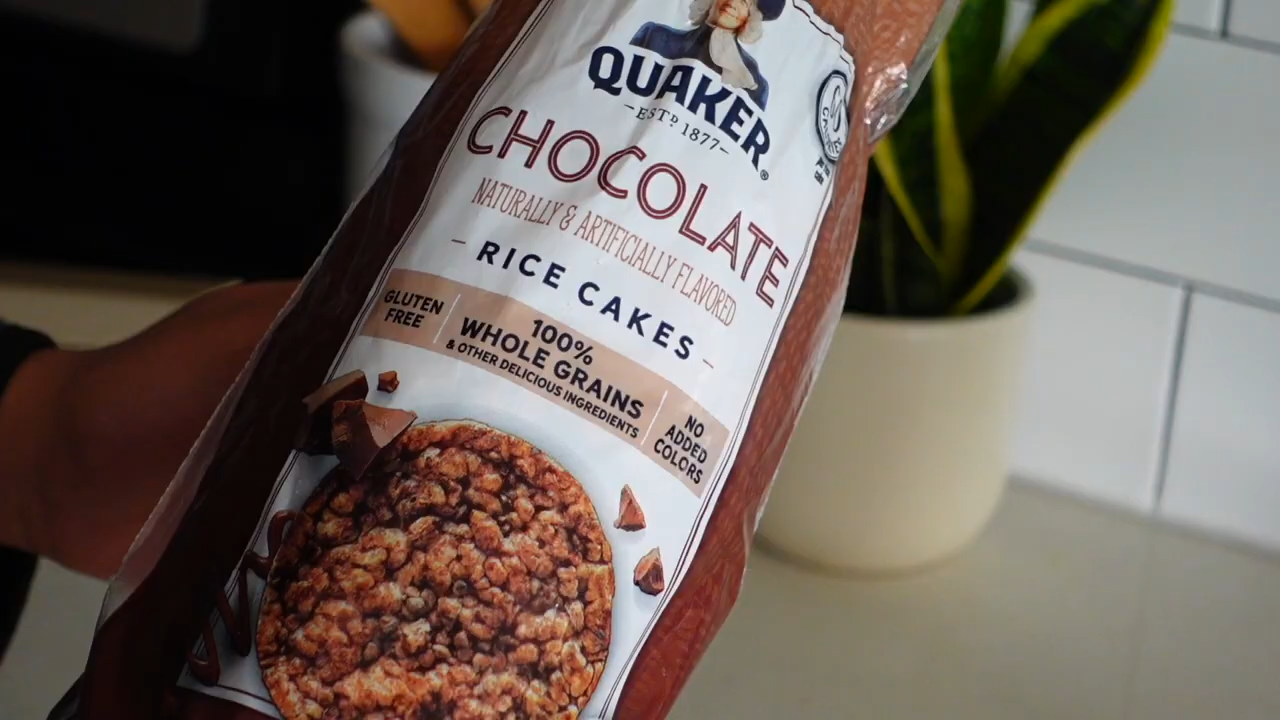 QUAKER®
–ESTD 1877–
CHOCOLATE
NATURALLY & ARTIFICIALLY FLAVORED
– RICE CAKES –
GLUTEN
FREE
100%
WHOLE GRAINS
& OTHER DELICIOUS INGREDIENTS
NO
ADDED
COLORS
CALORIES